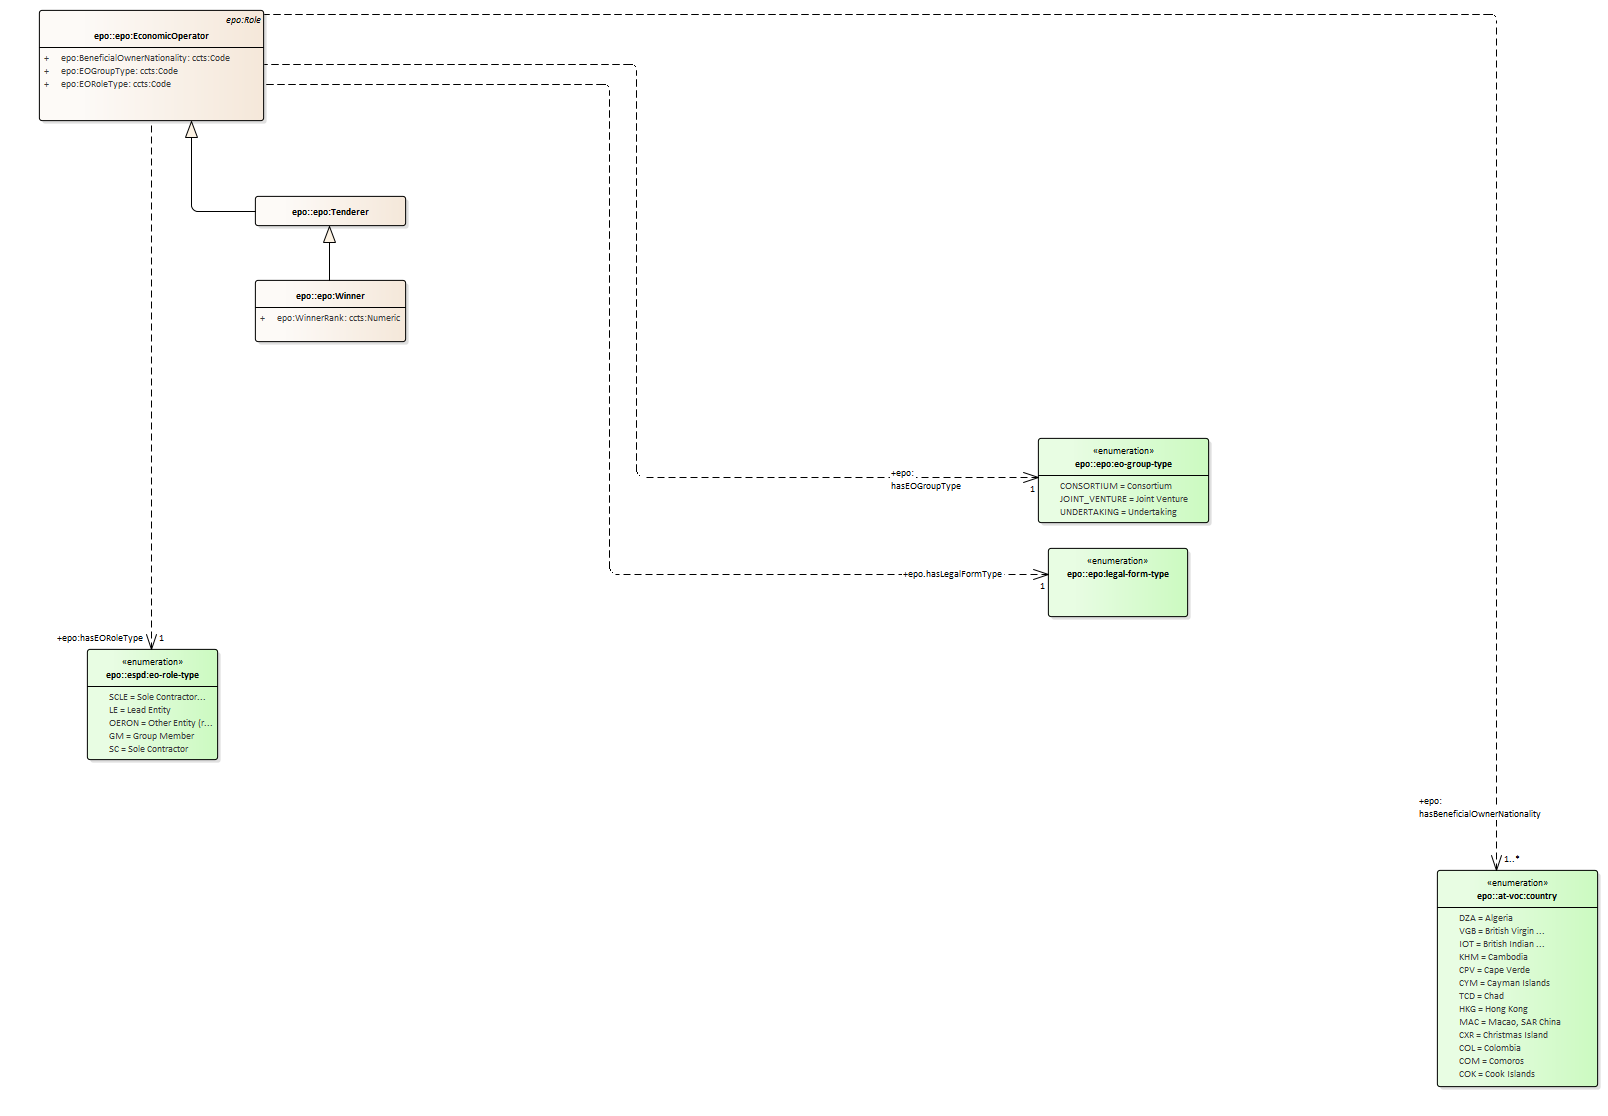 epo:Role
epo::epo:EconomicOperator
+ epo:BeneficialOwnerNationality: ccts:Code
+ epo:EOGroupType: ccts:Code
+ epo:EORoleType: ccts:Code
epo::epo:Tenderer
epo::epo:Winner
+ epo:WinnerRank: ccts:Numeric
+epo:
hasEOGroupType
1
«enumeration»
epo::epo:eo-group-type
CONSORTIUM = Consortium
JOINT_VENTURE = Joint Venture
UNDERTAKING = Undertaking
+epo.hasLegalFormType
1
«enumeration»
epo::epo:legal-form-type
+epo:hasEORoleType
1
«enumeration»
epo::espd:eo-role-type
SCLE = Sole Contractor...
LE = Lead Entity
OERON = Other Entity (r...
GM = Group Member
SC = Sole Contractor
+epo:
hasBeneficialOwnerNationality
1..*
«enumeration»
epo::at-voc:country
DZA = Algeria
VGB = British Virgin ...
IOT = British Indian ...
KHM = Cambodia
CPV = Cape Verde
CYM = Cayman Islands
TCD = Chad
HKG = Hong Kong
MAC = Macao, SAR China
CXR = Christmas Island
COL = Colombia
COM = Comoros
COK = Cook Islands